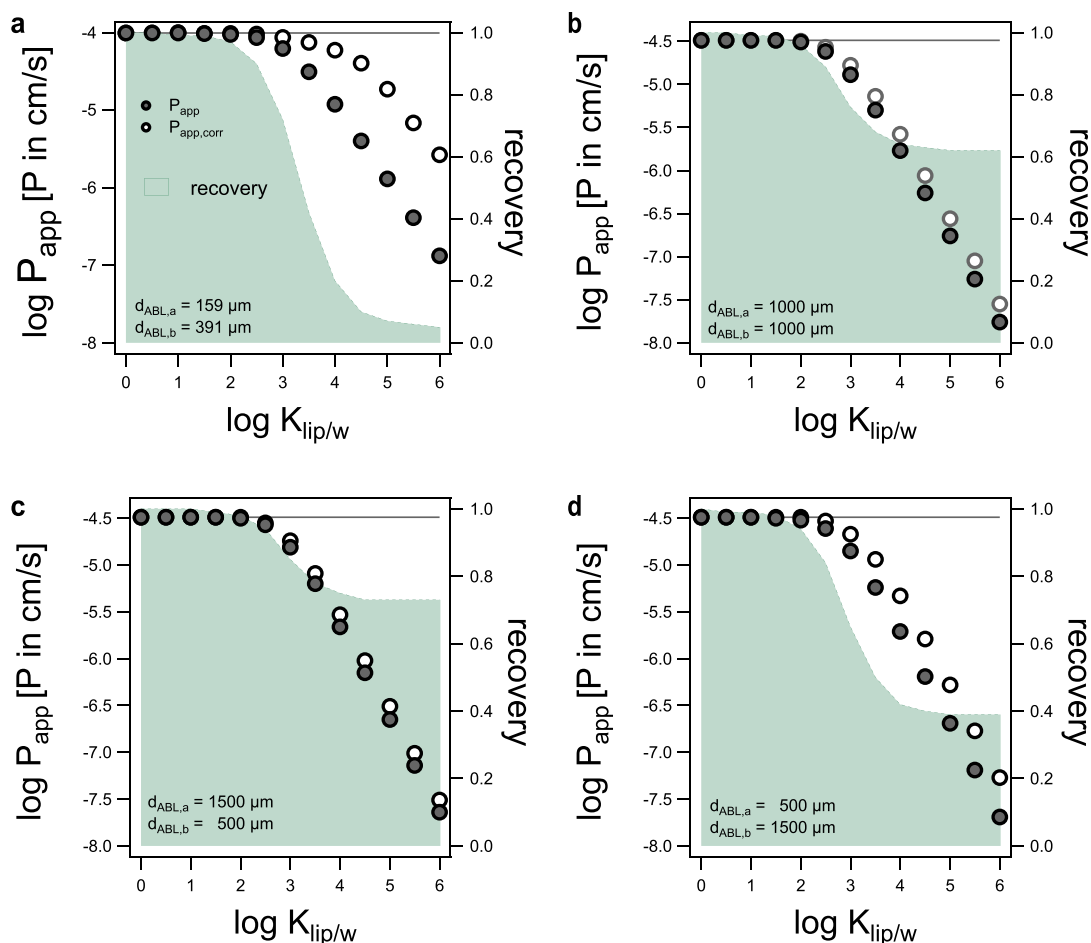 a
log P_app [P in cm/s]
-4
-5
-6
-7
-8
P_app
P_app,corr
recovery
d_ABL,a = 159 µm
d_ABL,b = 391 µm
1.0
0.8
0.6
0.4
0.2
0.0
recovery
0 1 2 3 4 5 6
log K_lip/w
b
log P_app [P in cm/s]
-4.5
-5.0
-5.5
-6.0
-6.5
-7.0
-7.5
-8.0
d_ABL,a = 1000 µm
d_ABL,b = 1000 µm
1.0
0.8
0.6
0.4
0.2
0.0
recovery
0 1 2 3 4 5 6
log K_lip/w
c
log P_app [P in cm/s]
-4.5
-5.0
-5.5
-6.0
-6.5
-7.0
-7.5
-8.0
d_ABL,a = 1500 µm
d_ABL,b = 500 µm
1.0
0.8
0.6
0.4
0.2
0.0
recovery
0 1 2 3 4 5 6
log K_lip/w
d
log P_app [P in cm/s]
-4.5
-5.0
-5.5
-6.0
-6.5
-7.0
-7.5
-8.0
d_ABL,a = 500 µm
d_ABL,b = 1500 µm
1.0
0.8
0.6
0.4
0.2
0.0
recovery
0 1 2 3 4 5 6
log K_lip/w